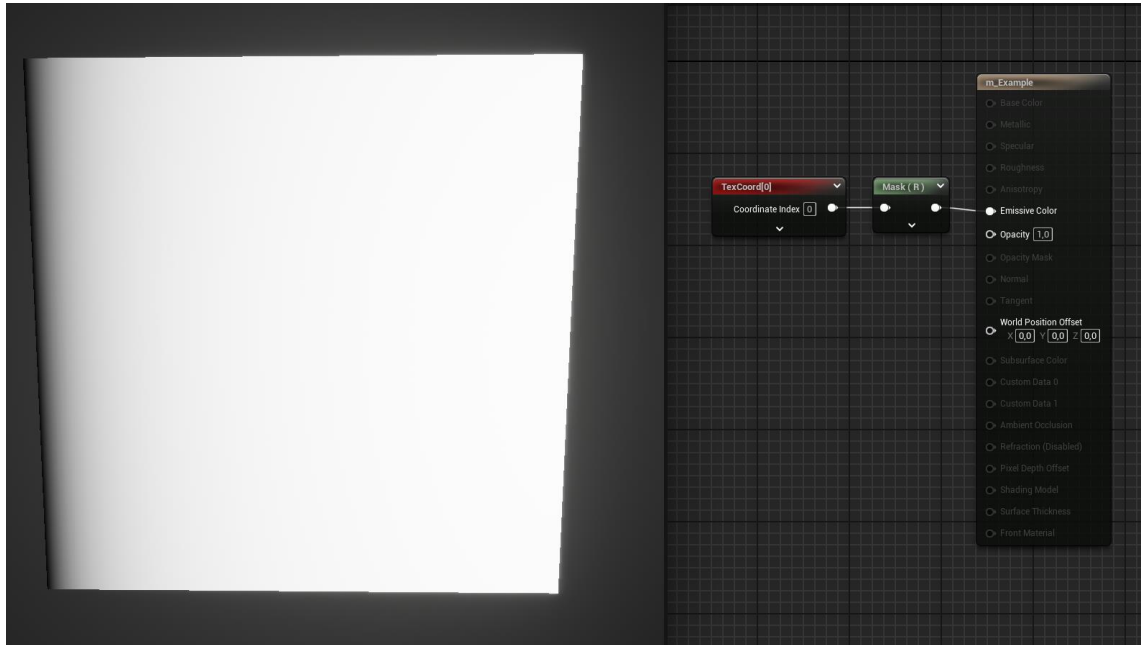 m_Example
Base Color
Metallic
Specular
Roughness
TexCoord[0]
Mask ( R )
Anisotropy
Coordinate Index 0
Emissive Color
Opacity 1,0
Opacity Mask
Normal
Tangent
World Position Offset
X 0,0 Y 0,0 Z 0,0
Subsurface Color
Custom Data 0
Custom Data 1
Ambient Occlusion
Refraction (Disabled)
Pixel Depth Offset
Shading Model
Surface Thickness
Front Material